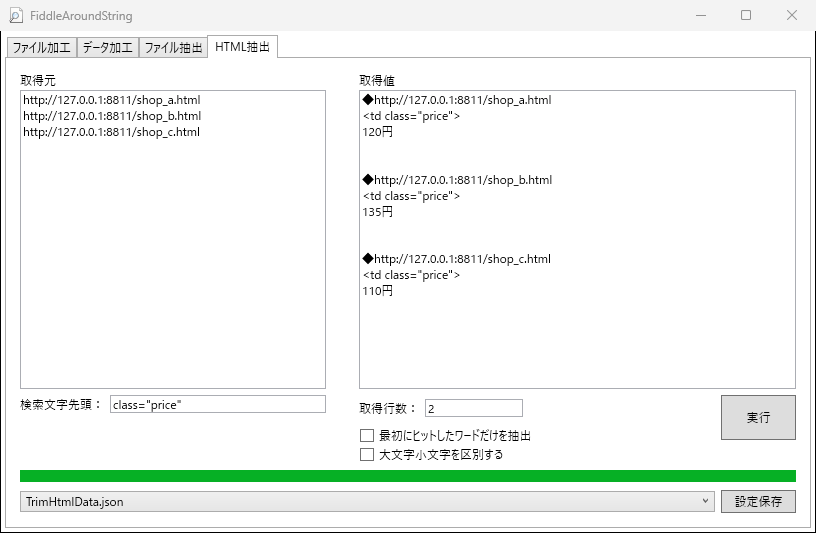 FiddleAroundString
ファイル加工
データ加工
ファイル抽出
HTML抽出
取得元
http://127.0.0.1:8811/shop_a.html
http://127.0.0.1:8811/shop_b.html
http://127.0.0.1:8811/shop_c.html
取得値
◆http://127.0.0.1:8811/shop_a.html
<td class="price">
120円
◆http://127.0.0.1:8811/shop_b.html
<td class="price">
135円
◆http://127.0.0.1:8811/shop_c.html
<td class="price">
110円
検索文字先頭：
class="price"
取得行数：
2
最初にヒットしたワードだけを抽出
大文字小文字を区別する
実行
TrimHtmlData.json
設定保存